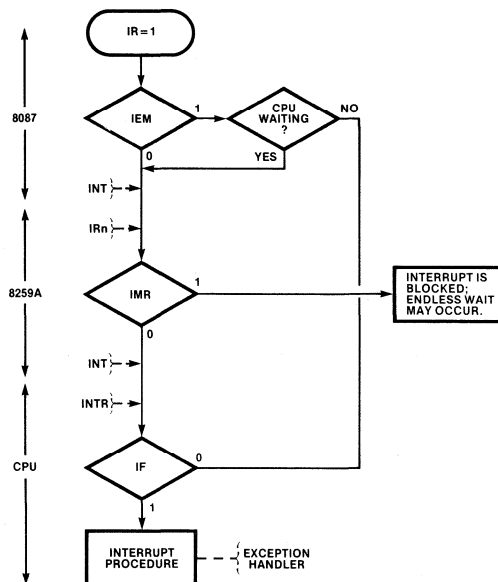 IR = 1
8087
IEM
1
CPU
WAITING
?
NO
0
YES
INT
IRn
8259A
IMR
1
INTERRUPT IS
BLOCKED;
ENDLESS WAIT
MAY OCCUR.
0
INT
INTR
CPU
IF
0
1
INTERRUPT
PROCEDURE
EXCEPTION
HANDLER